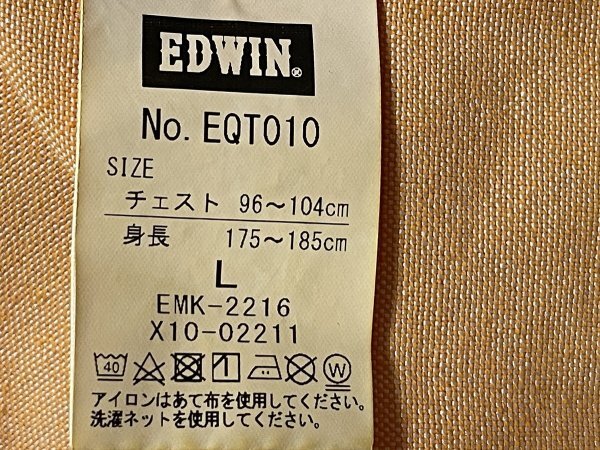 EDWIN®
No. EQT010
SIZE
チェスト 96〜104cm
身長 175〜185cm
L
EMK-2216
X10-02211
40 W
アイロンはあて布を使用してください。
洗濯ネットを使用してください。